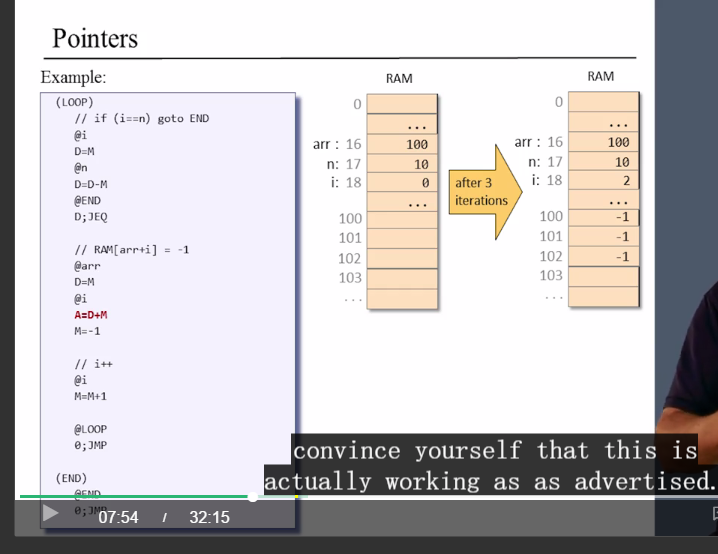 Pointers
Example:
(LOOP)
// if (i==n) goto END
@i
D=M
@n
D=D-M
@END
D;JEQ
// RAM[arr+i] = -1
@arr
D=M
@i
A=D+M
M=-1
// i++
@i
M=M+1
@LOOP
0;JMP
(END)
@END
0;JMP
RAM
0
...
arr : 16 100
n: 17 10
i: 18 0
...
100
101
102
103
...
after 3
iterations
RAM
0
...
arr : 16 100
n: 17 10
i: 18 2
...
100 -1
101 -1
102 -1
103
...
convince yourself that this is
actually working as as advertised.
07:54 / 32:15